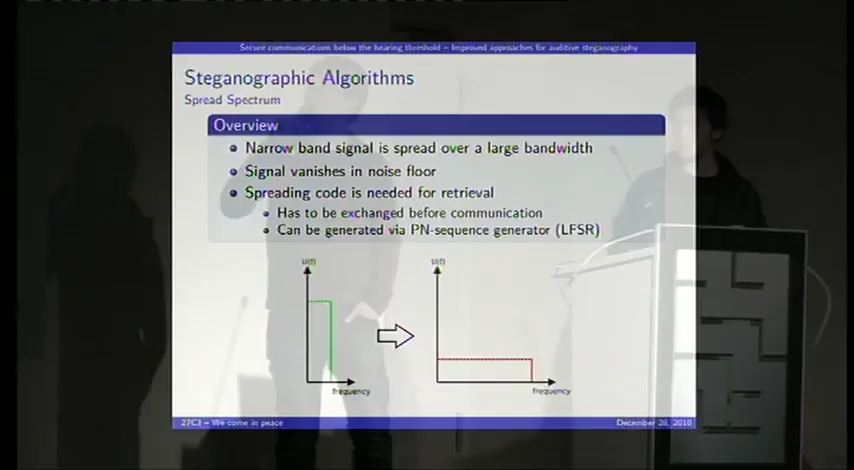 Secure communications below the hearing threshold – Improved approaches for auditive steganography
Steganographic Algorithms
Spread Spectrum
Overview
Narrow band signal is spread over a large bandwidth
Signal vanishes in noise floor
Spreading code is needed for retrieval
Has to be exchanged before communication
Can be generated via PN-sequence generator (LFSR)
u(f) u(f)
frequency frequency
27C3 – We come in peace December 28, 2010